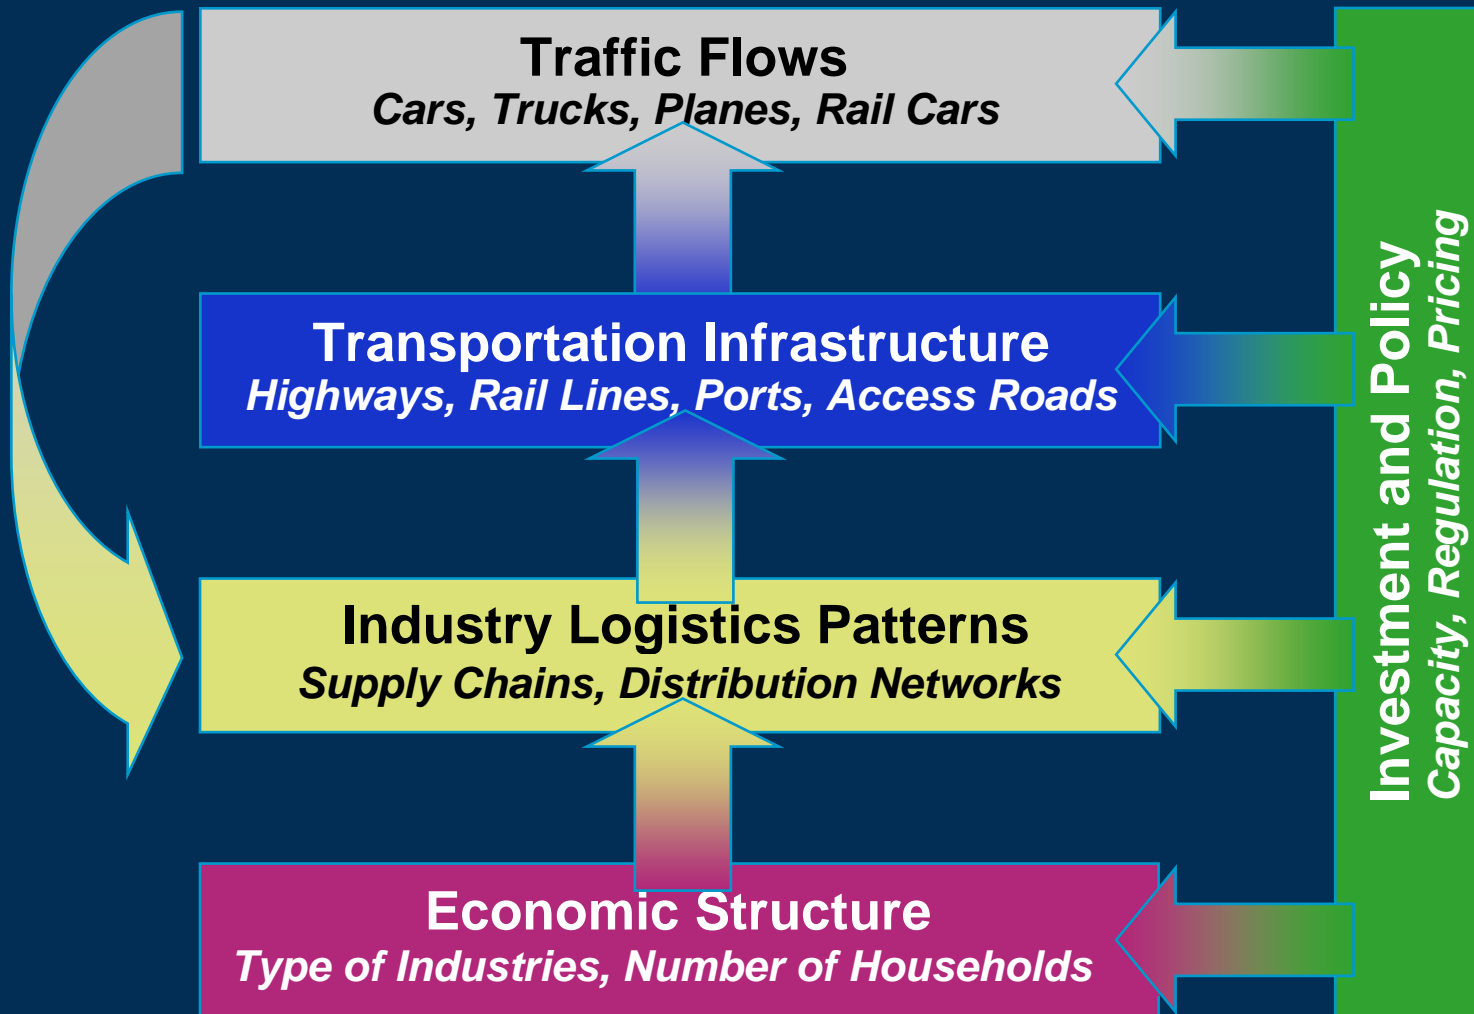 Traffic Flows
Cars, Trucks, Planes, Rail Cars
Transportation Infrastructure
Highways, Rail Lines, Ports, Access Roads
Industry Logistics Patterns
Supply Chains, Distribution Networks
Economic Structure
Type of Industries, Number of Households
Investment and Policy
Capacity, Regulation, Pricing